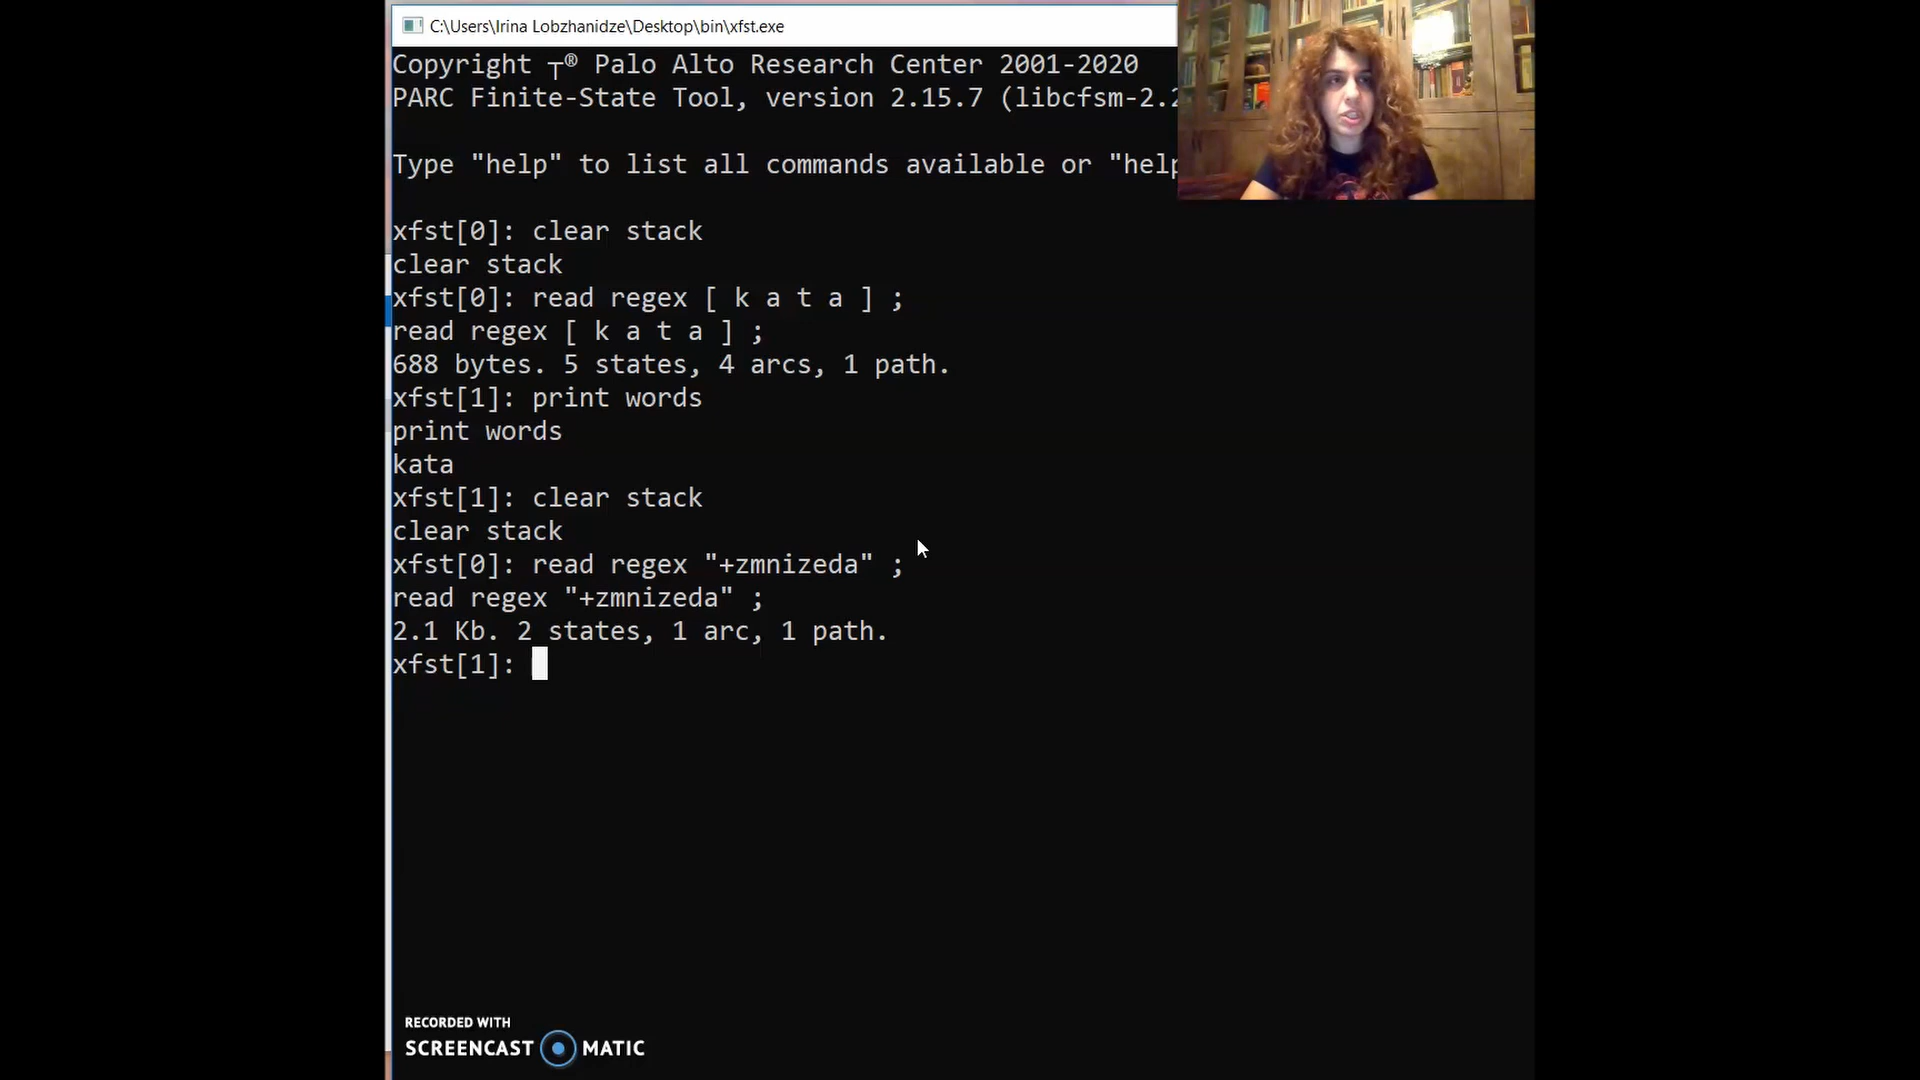 C:\Users\Irina Lobzhanidze\Desktop\bin\xfst.exe
Copyright ┬® Palo Alto Research Center 2001-2020
PARC Finite-State Tool, version 2.15.7 (libcfsm-2.2
Type "help" to list all commands available or "help
xfst[0]: clear stack
clear stack
xfst[0]: read regex [ k a t a ] ;
read regex [ k a t a ] ;
688 bytes. 5 states, 4 arcs, 1 path.
xfst[1]: print words
print words
kata
xfst[1]: clear stack
clear stack
xfst[0]: read regex "+zmnizeda" ;
read regex "+zmnizeda" ;
2.1 Kb. 2 states, 1 arc, 1 path.
xfst[1]:
RECORDED WITH
SCREENCAST MATIC